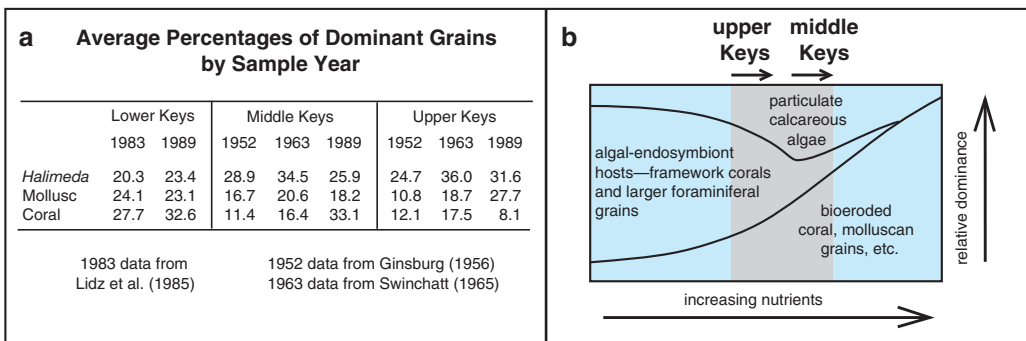 a
Average Percentages of Dominant Grains
by Sample Year
Lower Keys Middle Keys Upper Keys
1983 1989 1952 1963 1989 1952 1963 1989
Halimeda 20.3 23.4 28.9 34.5 25.9 24.7 36.0 31.6
Mollusc 24.1 23.1 16.7 20.6 18.2 10.8 18.7 27.7
Coral 27.7 32.6 11.4 16.4 33.1 12.1 17.5 8.1
1983 data from
Lidz et al. (1985)
1952 data from Ginsburg (1956)
1963 data from Swinchatt (1965)
b
upper
Keys
middle
Keys
particulate
calcareous
algae
algal-endosymbiont
hosts—framework corals
and larger foraminiferal
grains
bioeroded
coral, molluscan
grains, etc.
relative dominance
increasing nutrients